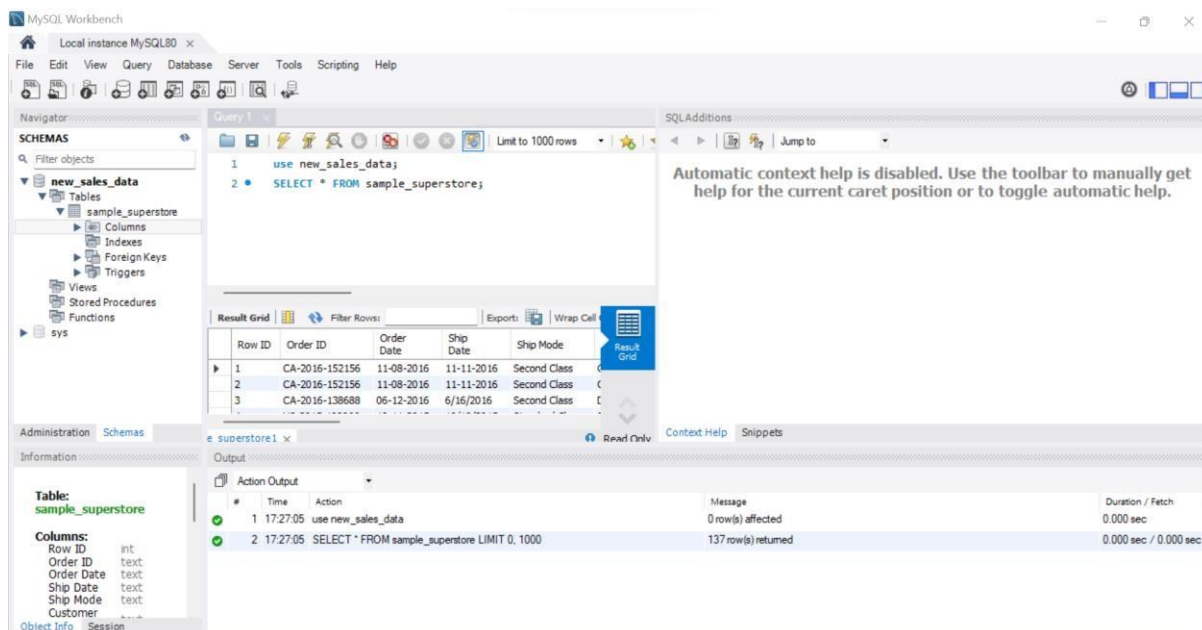 MySQL Workbench
Local instance MySQL80
File Edit View Query Database Server Tools Scripting Help
Navigator
SCHEMAS
Filter objects
new_sales_data
Tables
sample_superstore
Columns
Indexes
Foreign Keys
Triggers
Views
Stored Procedures
Functions
sys
Administration Schemas
Query 1
Limit to 1000 rows
1 use new_sales_data;
2 SELECT * FROM sample_superstore;
Result Grid Filter Rows: Export: Wrap Cell
Row ID Order ID Order Date Ship Date Ship Mode
1 CA-2016-152156 11-08-2016 11-11-2016 Second Class
2 CA-2016-152156 11-08-2016 11-11-2016 Second Class
3 CA-2016-138688 06-12-2016 6/16/2016 Second Class
Result
Grid
e_superstore1 Read Only
SQLAdditions
Jump to
Automatic context help is disabled. Use the toolbar to manually get
help for the current caret position or to toggle automatic help.
Context Help Snippets
Information
Table:
sample_superstore
Columns:
Row ID int
Order ID text
Order Date text
Ship Date text
Ship Mode text
Customer
Object Info Session
Output
Action Output
# Time Action Message Duration / Fetch
1 17:27:05 use new_sales_data 0 row(s) affected 0.000 sec
2 17:27:05 SELECT * FROM sample_superstore LIMIT 0, 1000 137 row(s) returned 0.000 sec / 0.000 sec